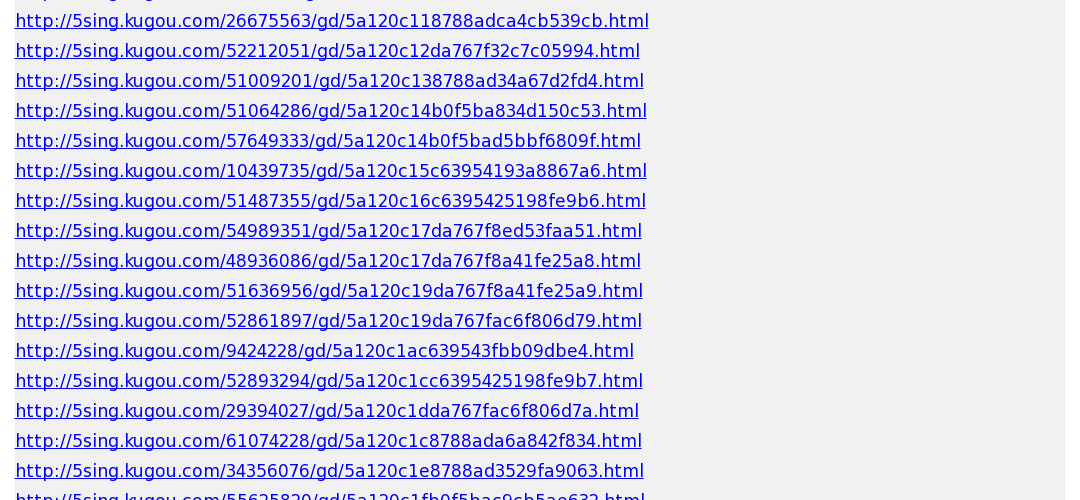 http://5sing.kugou.com/26675563/gd/5a120c118788adca4cb539cb.html
http://5sing.kugou.com/52212051/gd/5a120c12da767f32c7c05994.html
http://5sing.kugou.com/51009201/gd/5a120c138788ad34a67d2fd4.html
http://5sing.kugou.com/51064286/gd/5a120c14b0f5ba834d150c53.html
http://5sing.kugou.com/57649333/gd/5a120c14b0f5bad5bbf6809f.html
http://5sing.kugou.com/10439735/gd/5a120c15c63954193a8867a6.html
http://5sing.kugou.com/51487355/gd/5a120c16c6395425198fe9b6.html
http://5sing.kugou.com/54989351/gd/5a120c17da767f8ed53faa51.html
http://5sing.kugou.com/48936086/gd/5a120c17da767f8a41fe25a8.html
http://5sing.kugou.com/51636956/gd/5a120c19da767f8a41fe25a9.html
http://5sing.kugou.com/52861897/gd/5a120c19da767fac6f806d79.html
http://5sing.kugou.com/9424228/gd/5a120c1ac639543fbb09dbe4.html
http://5sing.kugou.com/52893294/gd/5a120c1cc6395425198fe9b7.html
http://5sing.kugou.com/29394027/gd/5a120c1dda767fac6f806d7a.html
http://5sing.kugou.com/61074228/gd/5a120c1c8788ada6a842f834.html
http://5sing.kugou.com/34356076/gd/5a120c1e8788ad3529fa9063.html